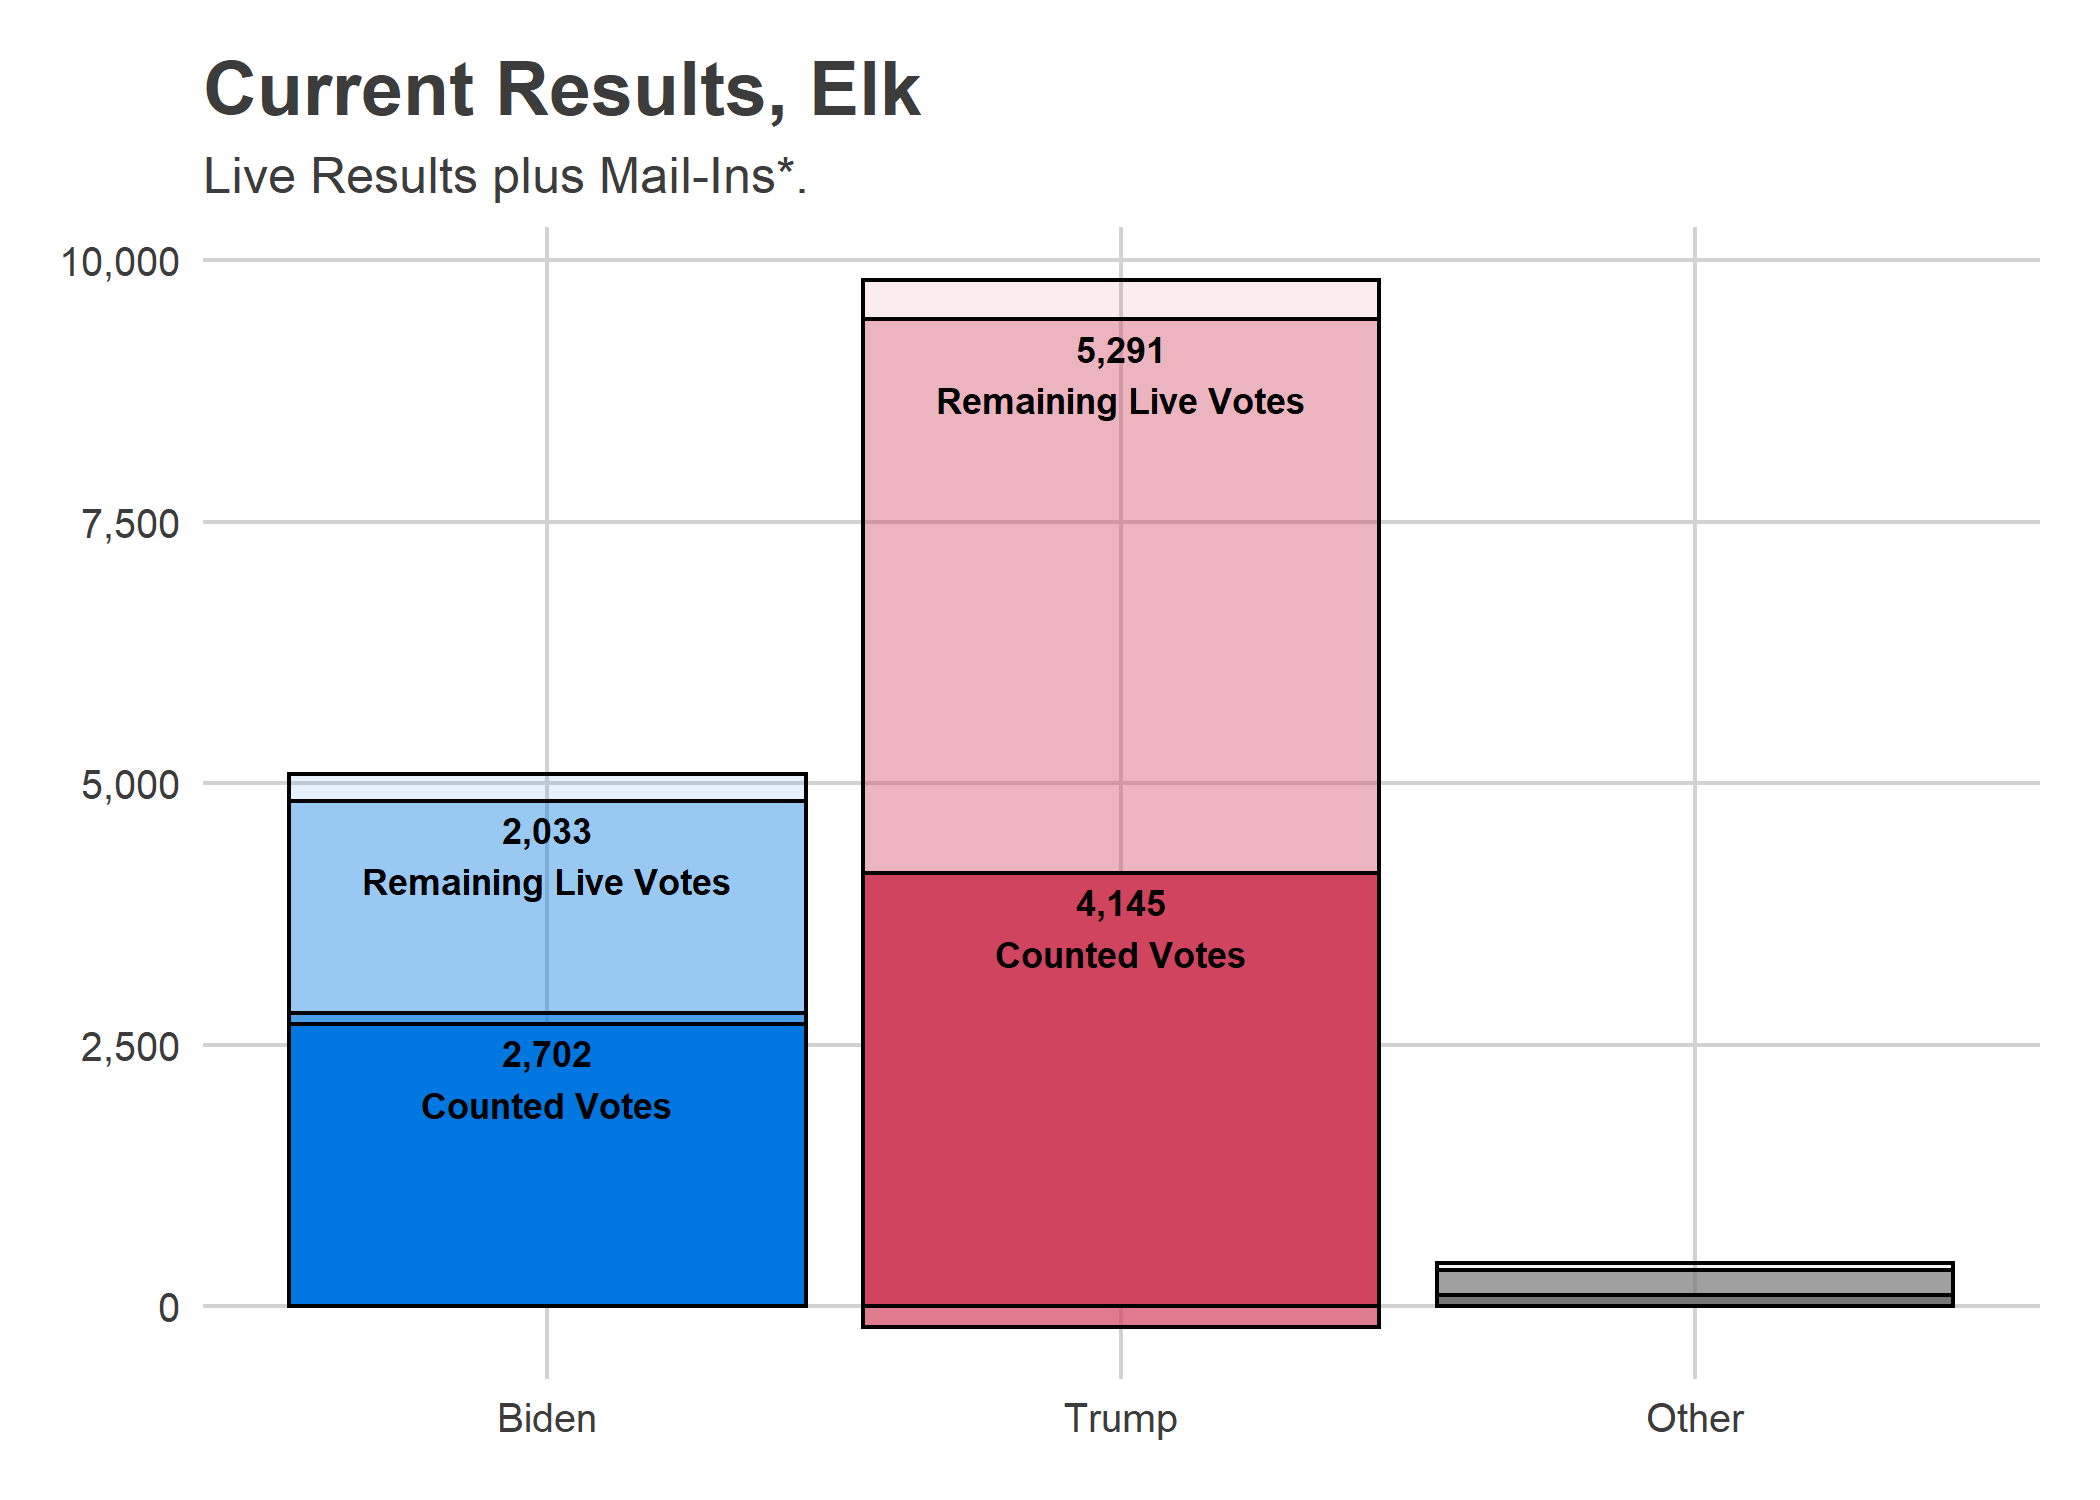 Current Results, Elk
Live Results plus Mail-Ins*.
10,000
7,500
5,000
2,500
0
5,291
Remaining Live Votes
2,033
Remaining Live Votes
4,145
Counted Votes
2,702
Counted Votes
Biden
Trump
Other